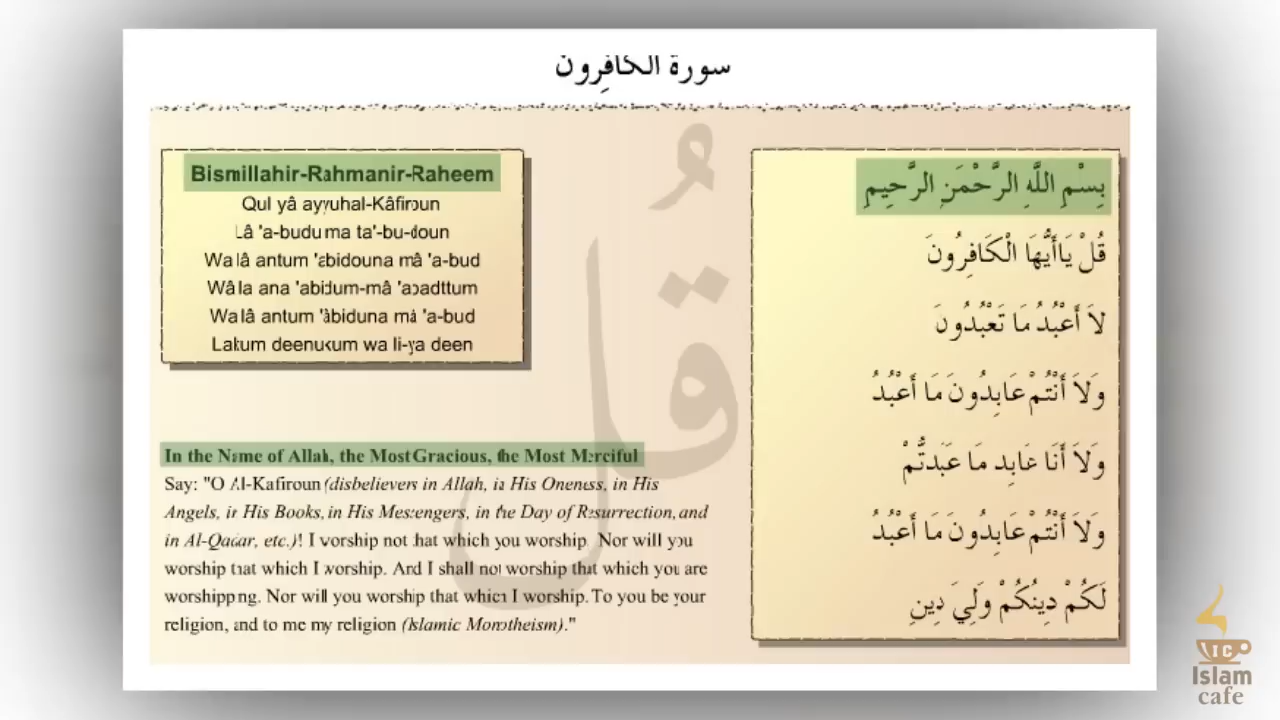 سورة الكافِرون
Bismillahir-Rahmanir-Raheem
Qul yâ ayyuhal-Kâfiroun
Lâ 'a-budu ma ta'-bu-doun
Wa lâ antum 'abidouna mâ 'a-bud
Wâ la ana 'abidum-mâ 'abadttum
Wa lâ antum 'âbiduna mâ 'a-bud
Lakum deenukum wa li-ya deen
In the Name of Allah, the Most Gracious, the Most Merciful
Say: "O Al-Kafiroun (disbelievers in Allah, in His Oneness, in His
Angels, in His Books, in His Messengers, in the Day of Resurrection, and
in Al-Qadar, etc.)! I worship not that which you worship. Nor will you
worship that which I worship. And I shall not worship that which you are
worshipping. Nor will you worship that which I worship. To you be your
religion, and to me my religion (Islamic Monotheism)."
قُل
بِسْمِ اللَّهِ الرَّحْمَنِ الرَّحِيمِ
قُلْ يَاأَيُّهَا الْكَافِرُونَ
لاَ أَعْبُدُ مَا تَعْبُدُونَ
وَلاَ أَنْتُمْ عَابِدُونَ مَا أَعْبُدُ
وَلاَ أَنَا عَابِد مَا عَبَدتُّمْ
وَلاَ أَنْتُمْ عَابِدُونَ مَا أَعْبُدُ
لَكُمْ دِينُكُمْ وَلِيَ دِينِ
IC
Islam
cafe